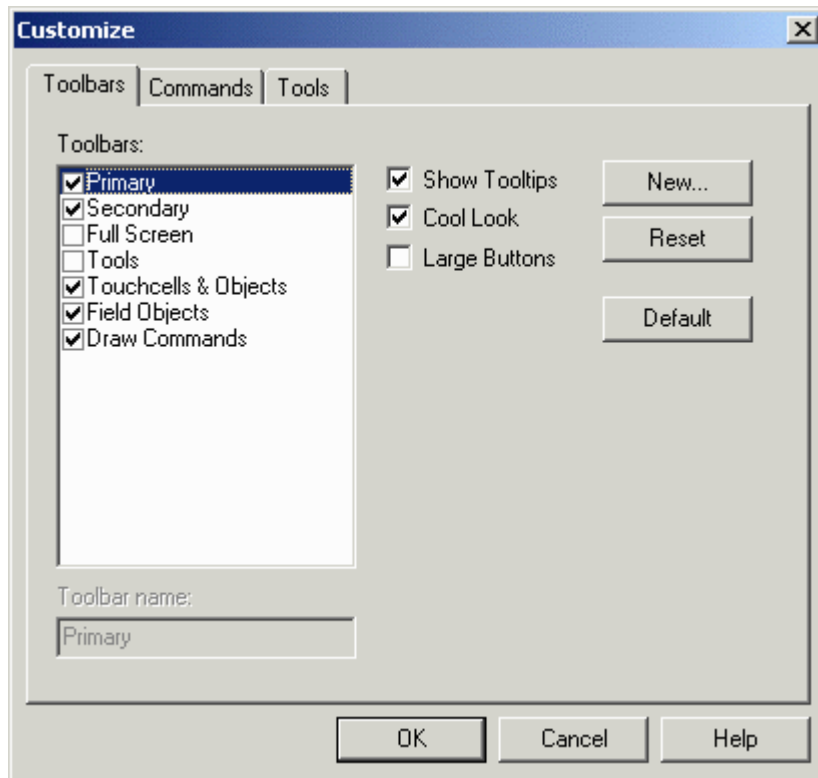 Customize
Toolbars Commands Tools
Toolbars:
Primary
Secondary
Full Screen
Tools
Touchcells & Objects
Field Objects
Draw Commands
Show Tooltips
Cool Look
Large Buttons
New...
Reset
Default
Toolbar name:
Primary
OK Cancel Help